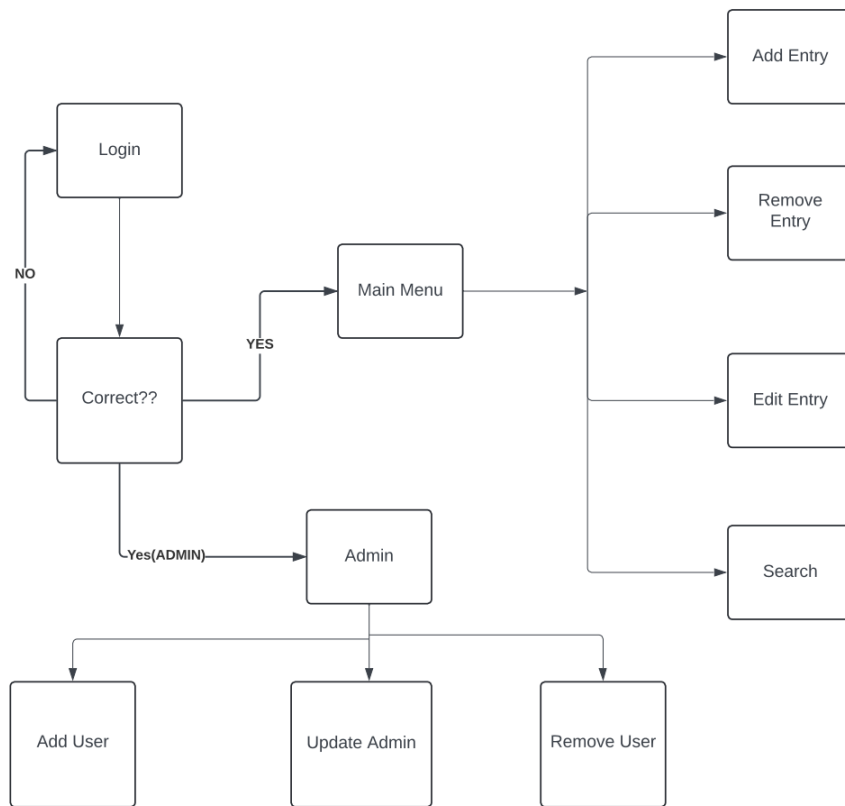 Add Entry
Login
Remove
Entry
NO
Main Menu
YES
Correct??
Edit Entry
Yes(ADMIN)
Admin
Search
Add User
Update Admin
Remove User